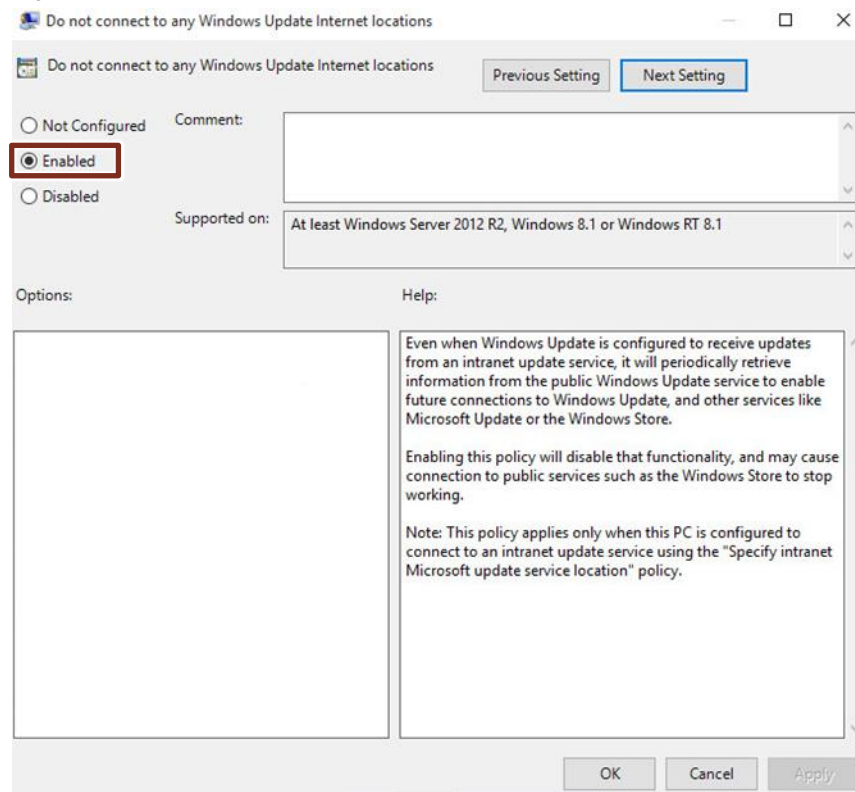 Do not connect to any Windows Update Internet locations
Do not connect to any Windows Update Internet locations
Previous Setting
Next Setting
Not Configured
Comment:
Enabled
Disabled
Supported on:
At least Windows Server 2012 R2, Windows 8.1 or Windows RT 8.1
Options:
Help:
Even when Windows Update is configured to receive updates
from an intranet update service, it will periodically retrieve
information from the public Windows Update service to enable
future connections to Windows Update, and other services like
Microsoft Update or the Windows Store.
Enabling this policy will disable that functionality, and may cause
connection to public services such as the Windows Store to stop
working.
Note: This policy applies only when this PC is configured to
connect to an intranet update service using the "Specify intranet
Microsoft update service location" policy.
OK
Cancel
Apply